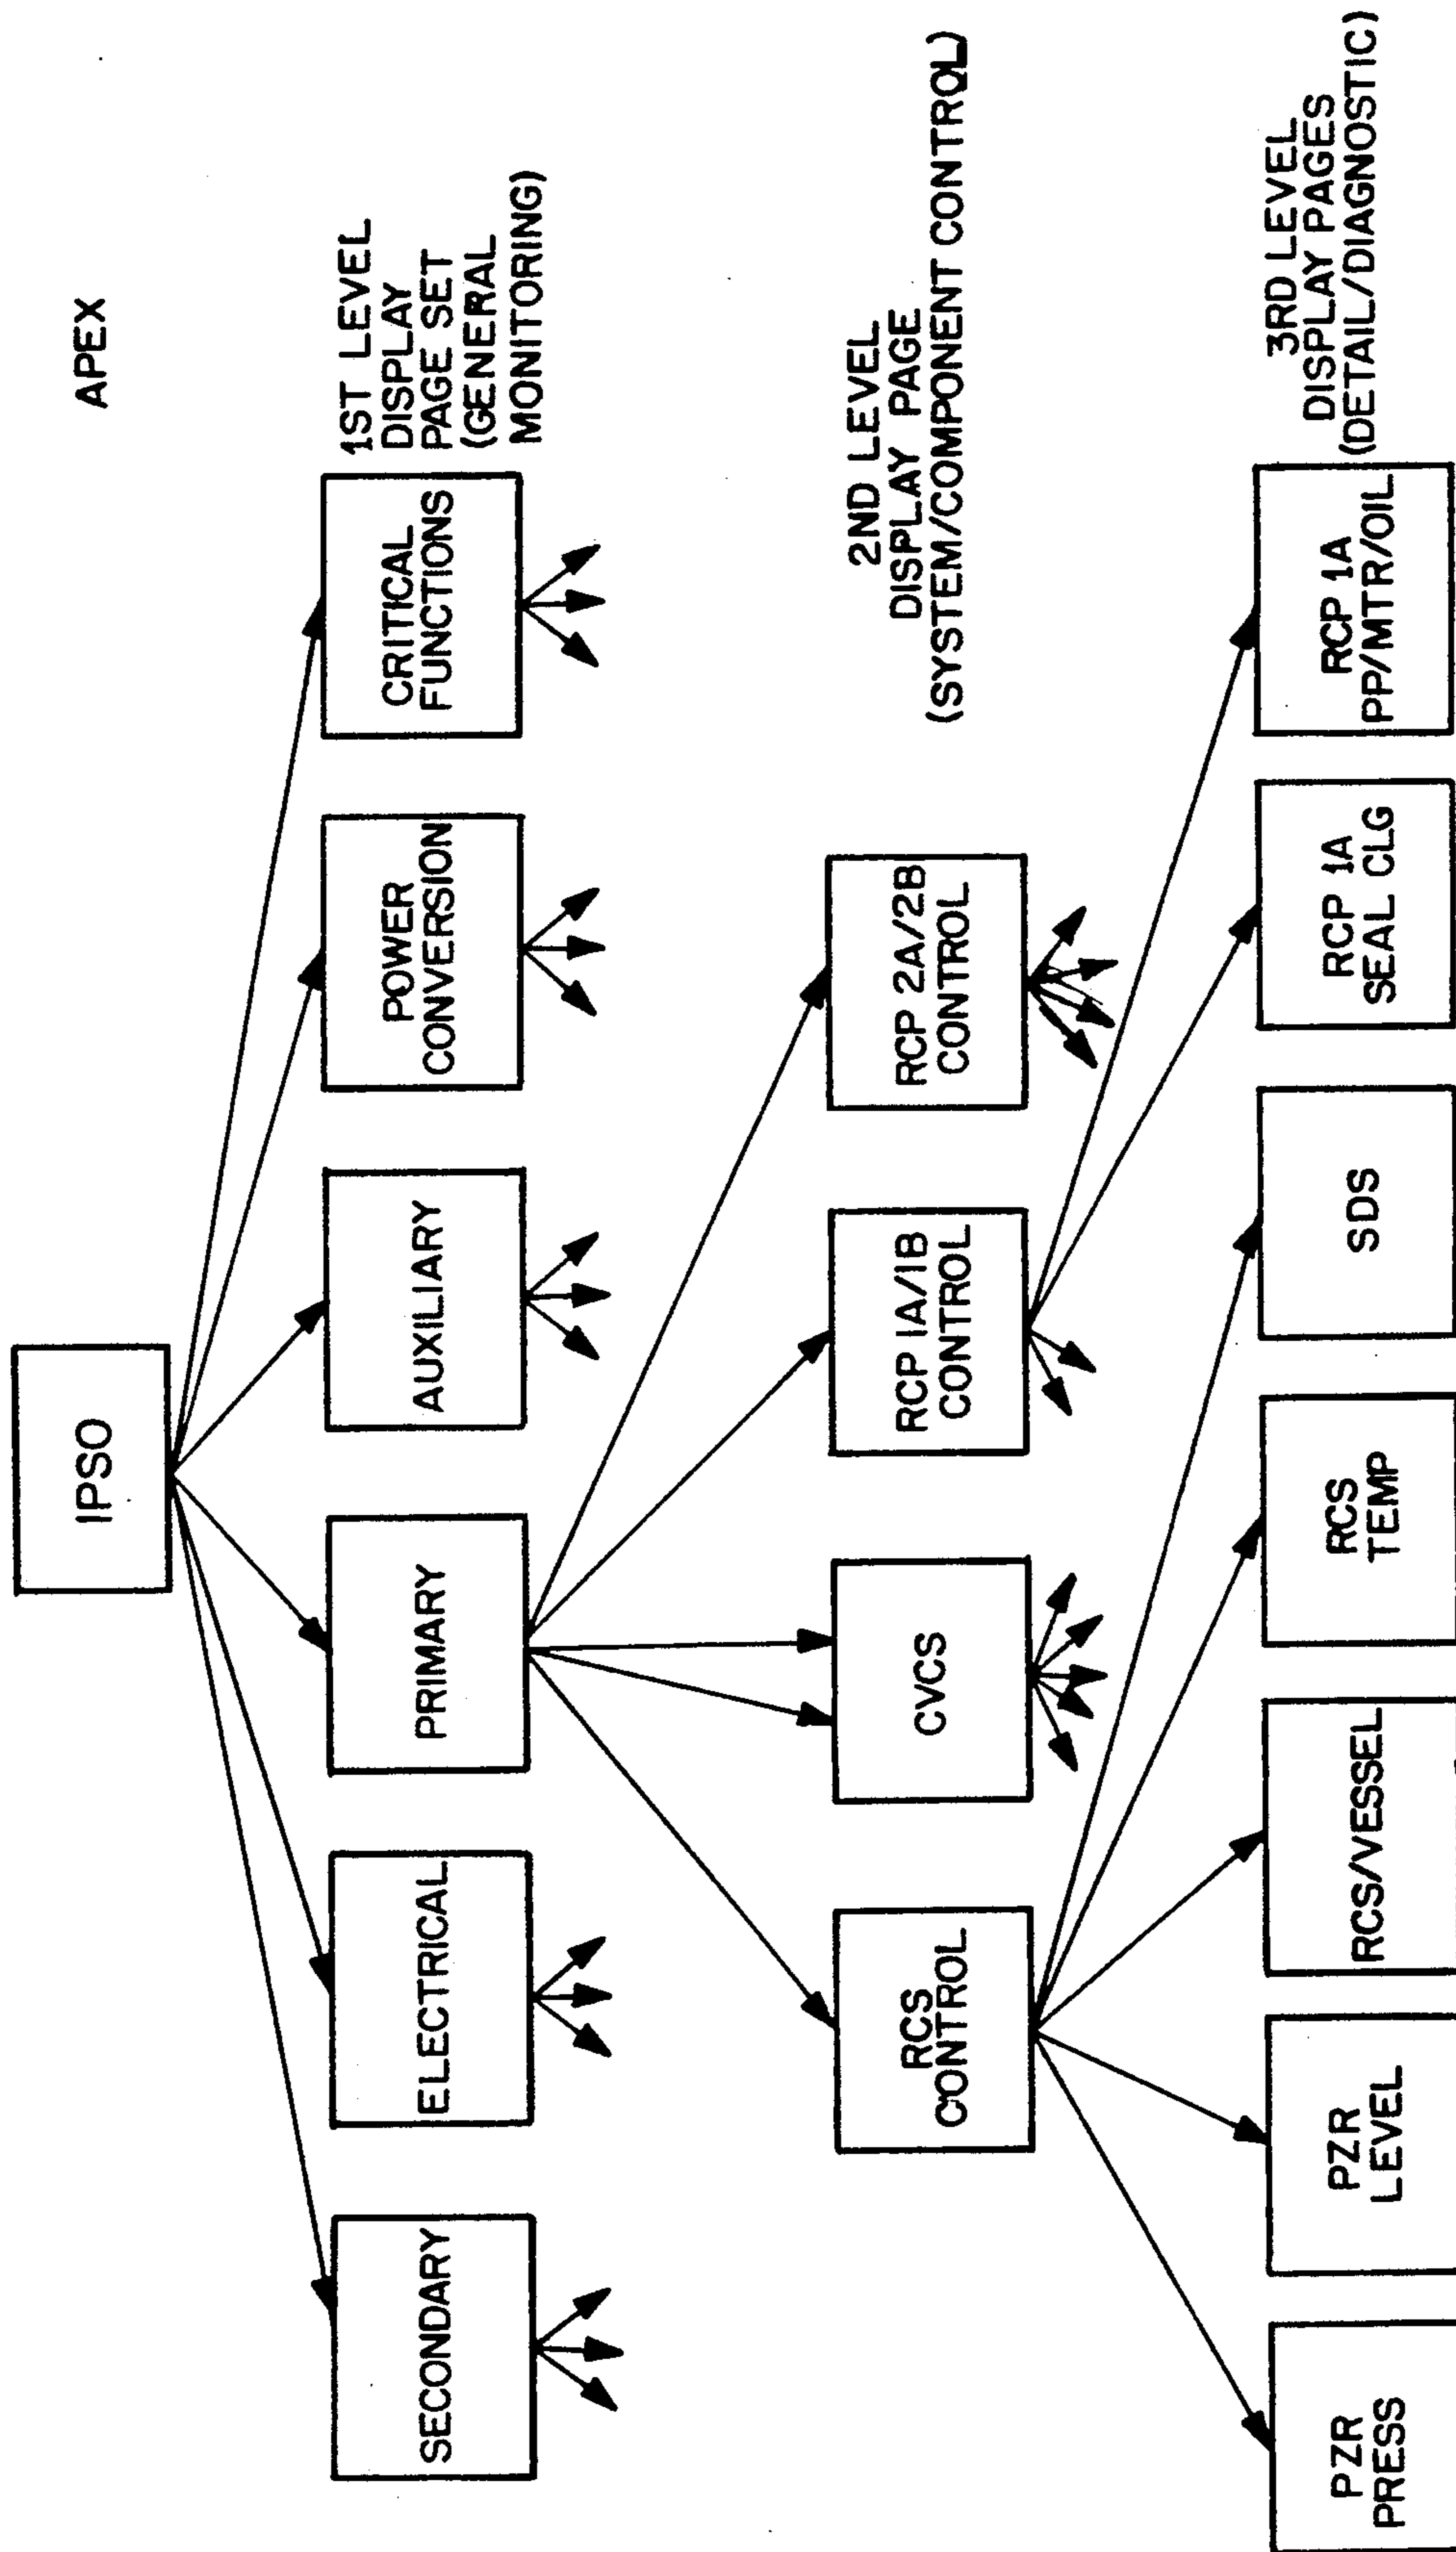 APEX
IPSO
1ST LEVEL
DISPLAY
PAGE SET
(GENERAL
MONITORING)
SECONDARY
ELECTRICAL
PRIMARY
AUXILIARY
POWER
CONVERSION
CRITICAL
FUNCTIONS
2ND LEVEL
DISPLAY PAGE
(SYSTEM/COMPONENT CONTROL)
RCS
CONTROL
CVCS
RCP 1A/1B
CONTROL
RCP 2A/2B
CONTROL
3RD LEVEL
DISPLAY PAGES
(DETAIL/DIAGNOSTIC)
PZR
PRESS
PZR
LEVEL
RCS/VESSEL
RCS
TEMP
SDS
RCP 1A
SEAL CLG
RCP 1A
PP/MTR/OIL